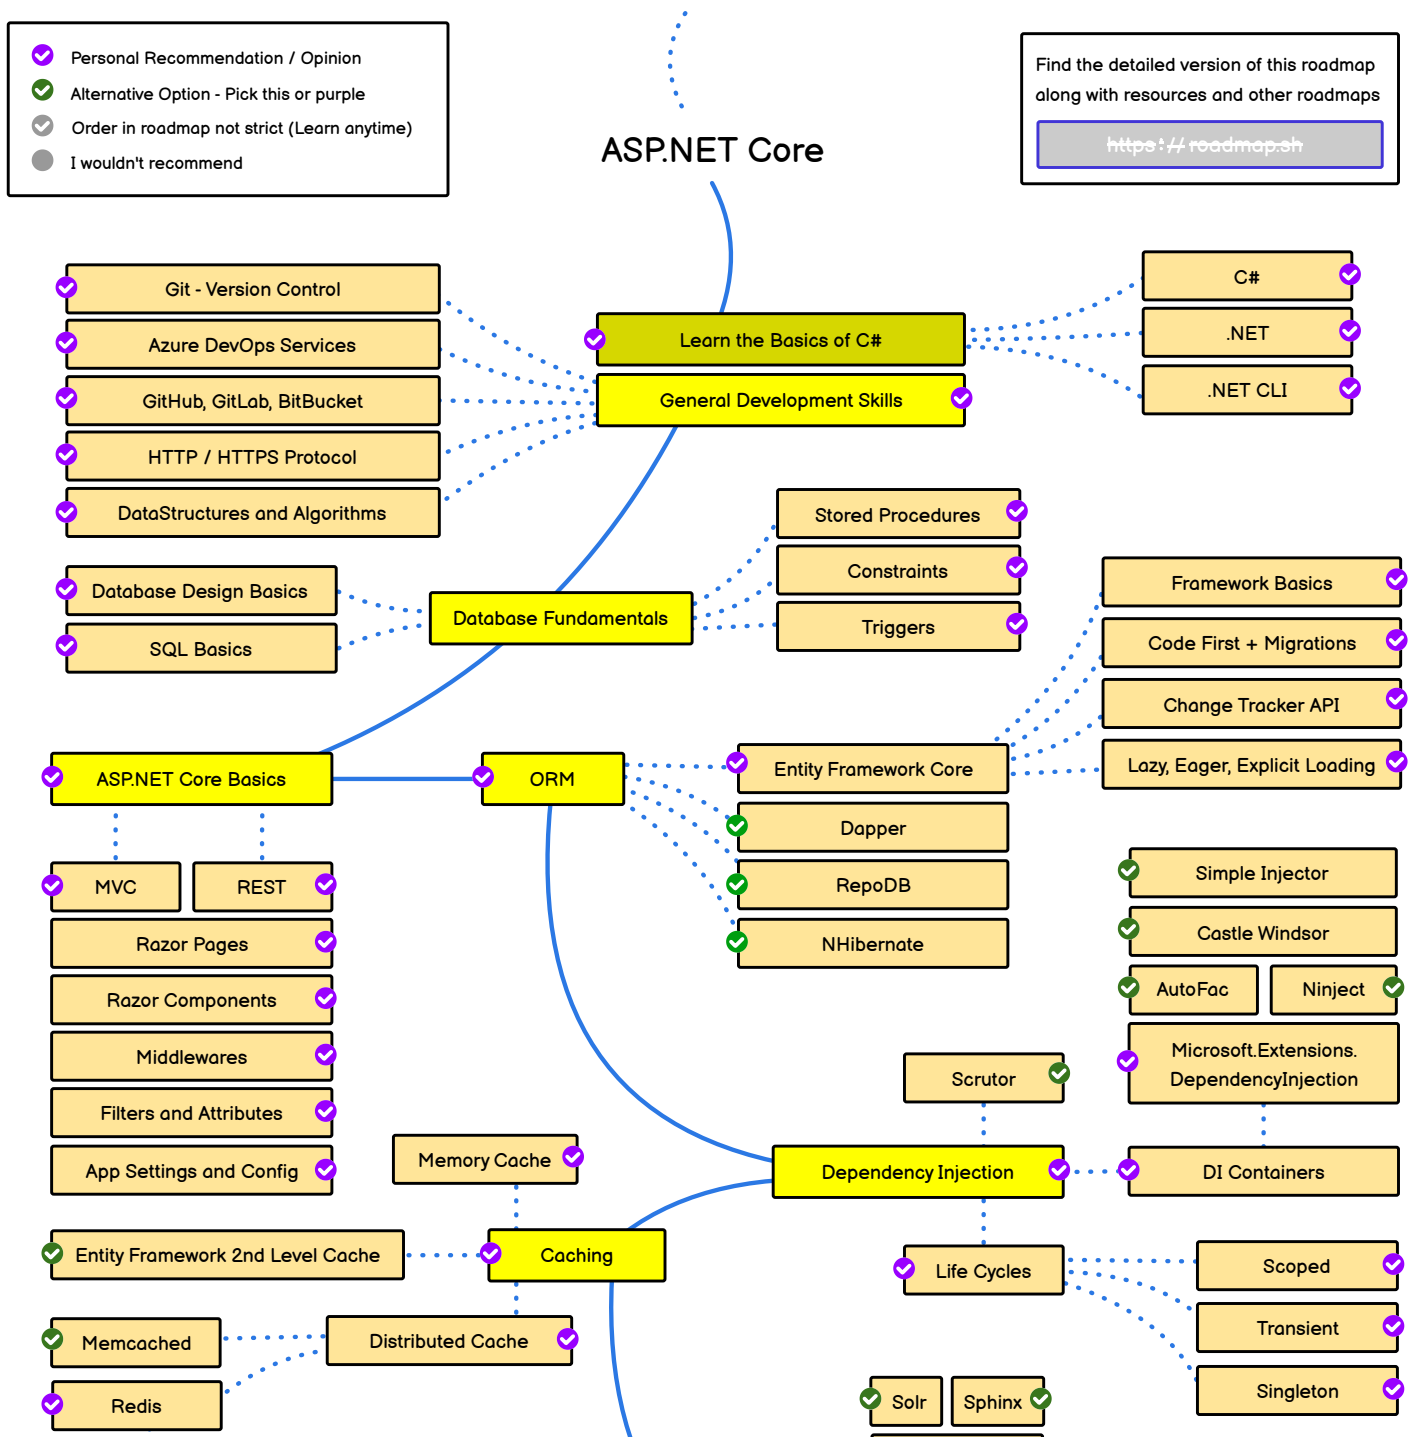 Personal Recommendation / Opinion
Alternative Option - Pick this or purple
Order in roadmap not strict (Learn anytime)
I wouldn't recommend
Find the detailed version of this roadmap
along with resources and other roadmaps
https://roadmap.sh
ASP.NET Core
Git - Version Control
Azure DevOps Services
GitHub, GitLab, BitBucket
HTTP / HTTPS Protocol
DataStructures and Algorithms
Learn the Basics of C#
General Development Skills
C#
.NET
.NET CLI
Database Design Basics
SQL Basics
Database Fundamentals
Stored Procedures
Constraints
Triggers
Framework Basics
Code First + Migrations
Change Tracker API
Lazy, Eager, Explicit Loading
ASP.NET Core Basics
ORM
Entity Framework Core
Dapper
RepoDB
NHibernate
MVC
REST
Razor Pages
Razor Components
Middlewares
Filters and Attributes
App Settings and Config
Simple Injector
Castle Windsor
AutoFac
Ninject
Microsoft.Extensions.
DependencyInjection
Scrutor
Dependency Injection
DI Containers
Memory Cache
Caching
Entity Framework 2nd Level Cache
Distributed Cache
Memcached
Redis
Life Cycles
Scoped
Transient
Singleton
Solr
Sphinx